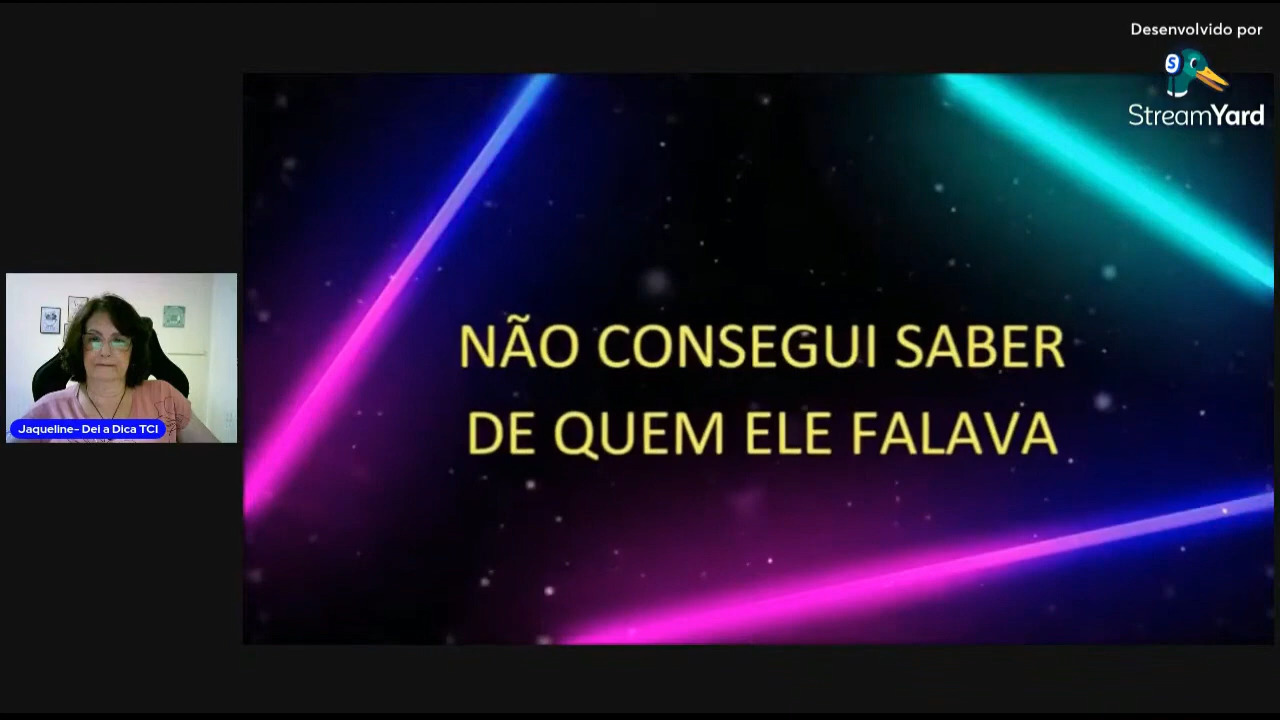 Desenvolvido por
StreamYard
NÃO CONSEGUI SABER
DE QUEM ELE FALAVA
Jaqueline- Dei a Dica TCI